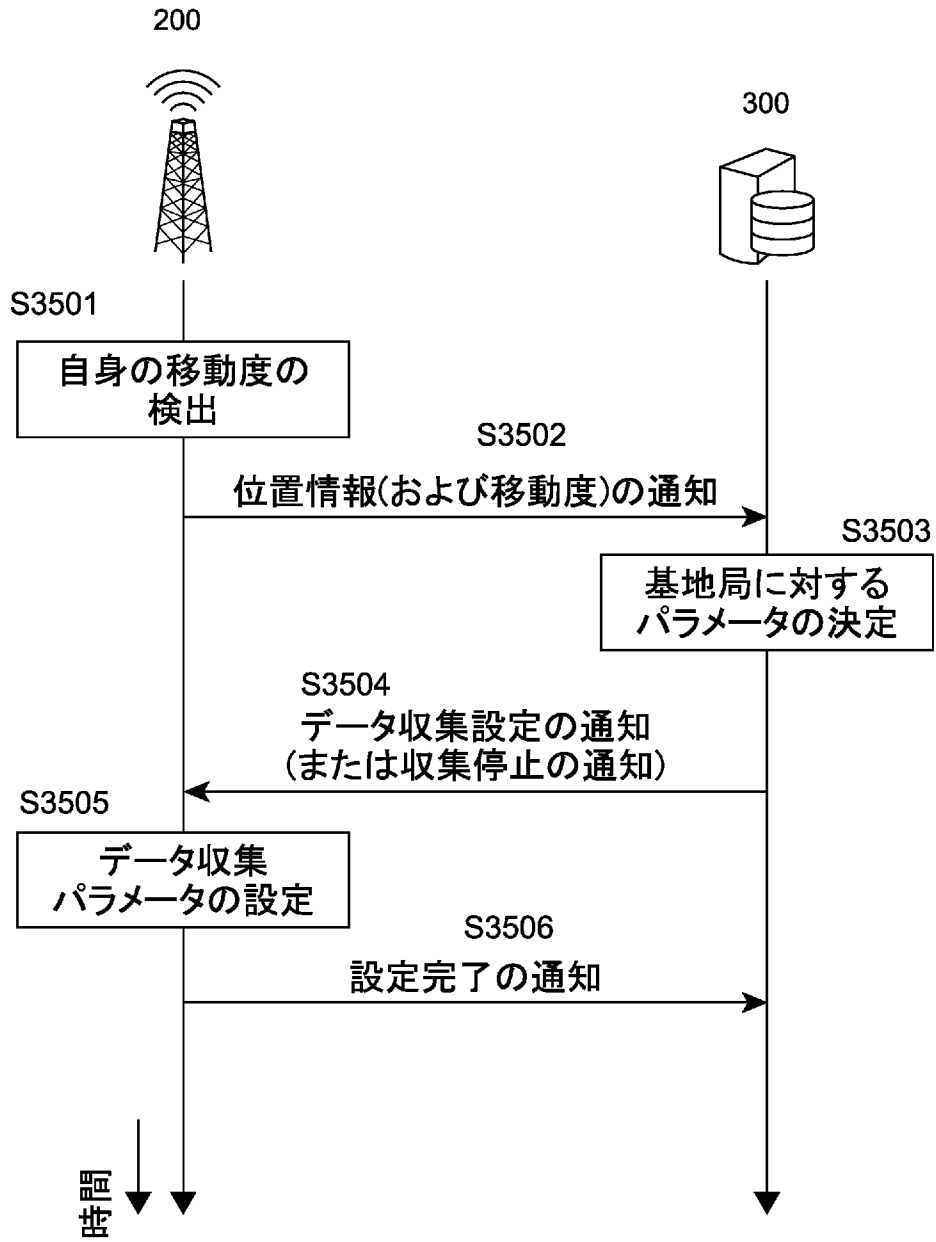 200
300
S3501
自身の移動度の
検出
S3502
位置情報(および移動度)の通知
S3503
基地局に対する
パラメータの決定
S3504
データ収集設定の通知
(または収集停止の通知)
S3505
データ収集
パラメータの設定
S3506
設定完了の通知
時間